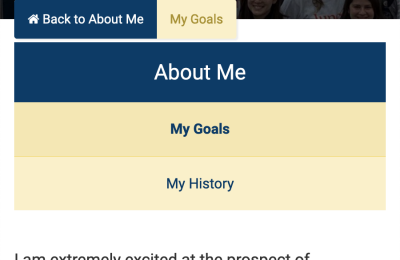 Back to About Me My Goals
About Me
My Goals
My History
I am extremely excited at the prospect of